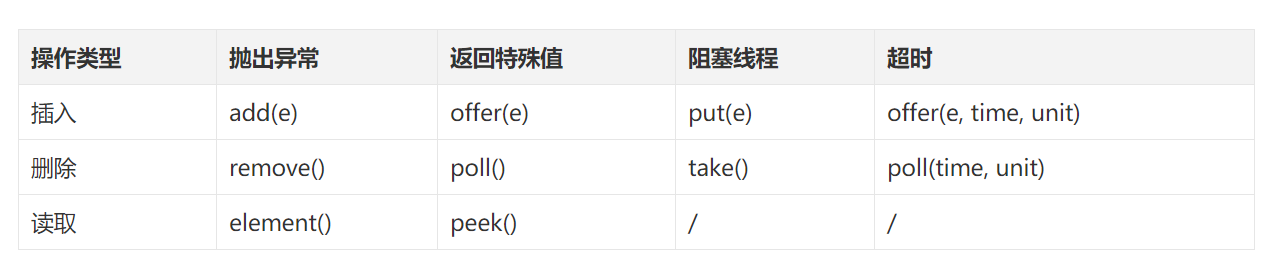 操作类型 抛出异常 返回特殊值 阻塞线程 超时
插入 add(e) offer(e) put(e) offer(e, time, unit)
删除 remove() poll() take() poll(time, unit)
读取 element() peek() / /